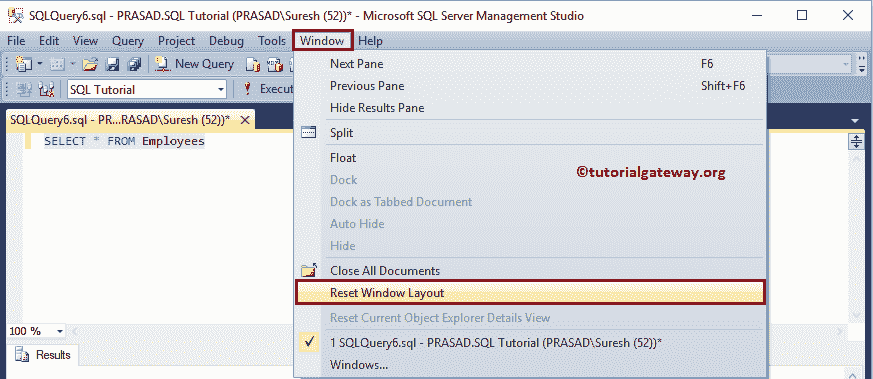 SQLQuery6.sql - PRASAD.SQL Tutorial (PRASAD\Suresh (52))* - Microsoft SQL Server Management Studio
File Edit View Query Project Debug Tools Window Help
New Query
SQL Tutorial
! Execut
SQLQuery6.sql - PR...RASAD\Suresh (52))*
SELECT * FROM Employees
Next Pane F6
Previous Pane Shift+F6
Hide Results Pane
Split
Float
Dock
Dock as Tabbed Document
Auto Hide
Hide
Close All Documents
Reset Window Layout
Reset Current Object Explorer Details View
1 SQLQuery6.sql - PRASAD.SQL Tutorial (PRASAD\Suresh (52))*
Windows...
©tutorialgateway.org
100 %
Results